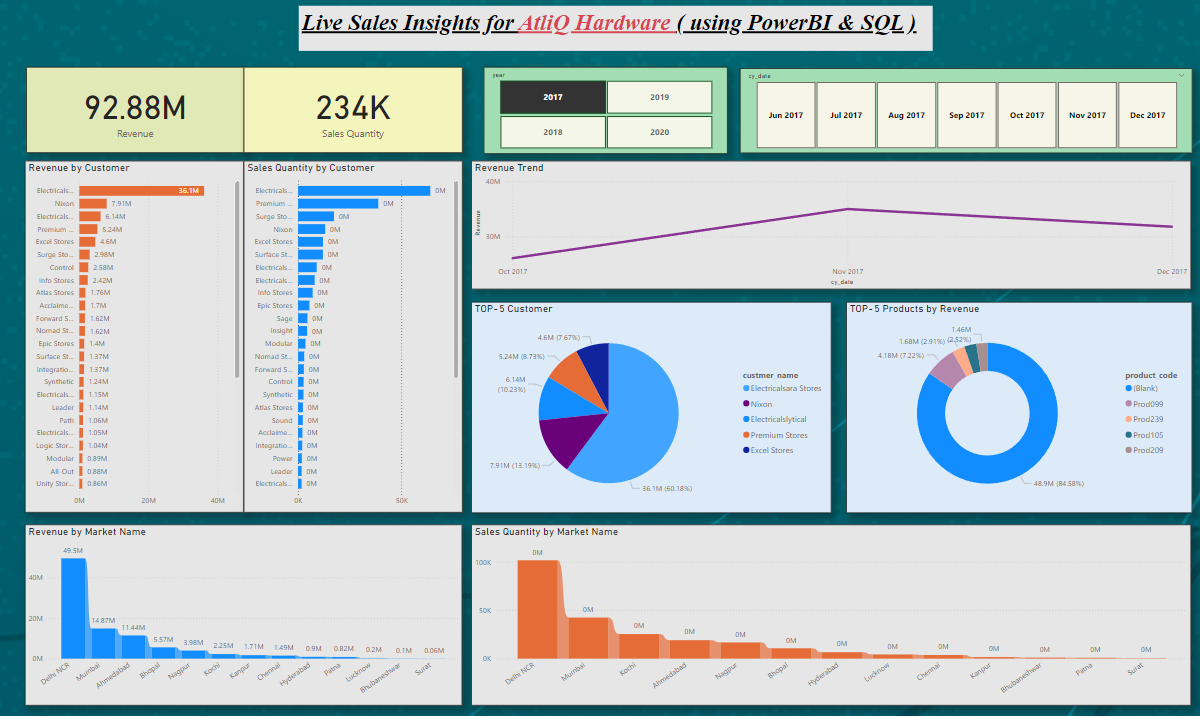 Live Sales Insights for AtliQ Hardware ( using PowerBI & SQL )
92.88M
Revenue
234K
Sales Quantity
year
2017
2019
2018
2020
cy_date
Jun 2017
Jul 2017
Aug 2017
Sep 2017
Oct 2017
Nov 2017
Dec 2017
Revenue by Customer
Electricals... 36.1M
Nixon 7.91M
Electricals... 6.14M
Premium ... 5.24M
Excel Stores 4.6M
Surge Sto... 2.98M
Control 2.58M
Info Stores 2.42M
Atlas Stores 1.76M
Acclaime... 1.7M
Forward S... 1.62M
Nomad St... 1.62M
Epic Stores 1.4M
Surface St... 1.37M
Integratio... 1.37M
Synthetic 1.24M
Electricals... 1.15M
Leader 1.14M
Path 1.06M
Electricals... 1.05M
Logic Stor... 1.04M
Modular 0.89M
All-Out 0.88M
Unity Stor... 0.86M
0M 20M 40M
Sales Quantity by Customer
Electricals... 0M
Premium ... 0M
Surge Sto... 0M
Nixon 0M
Excel Stores 0M
Surface St... 0M
Electricals... 0M
Electricals... 0M
Info Stores 0M
Epic Stores 0M
Sage 0M
Insight 0M
Modular 0M
Nomad St... 0M
Forward S... 0M
Control 0M
Synthetic 0M
Atlas Stores 0M
Sound 0M
Acclaime... 0M
Integratio... 0M
Power 0M
Leader 0M
Electricals... 0M
0K 50K
Revenue Trend
40M
Revenue
30M
Oct 2017 Nov 2017 Dec 2017
cy_date
TOP-5 Customer
4.6M (7.67%)
5.24M (8.73%)
6.14M
(10.23%)
7.91M (13.19%)
36.1M (60.18%)
custmer_name
Electricalsara Stores
Nixon
Electricalslytical
Premium Stores
Excel Stores
TOP-5 Products by Revenue
1.46M
(2.52%)
1.68M (2.91%)
4.18M (7.22%)
48.9M (84.58%)
product_code
(Blank)
Prod099
Prod239
Prod105
Prod209
Revenue by Market Name
49.5M
40M
14.87M 11.44M 5.57M 3.98M 2.25M 1.71M 1.49M 0.9M 0.82M 0.2M 0.1M 0.06M
20M
0M
Delhi NCR Mumbai Ahmedabad Bhopal Nagpur Kochi Kanpur Chennai Hyderabad Patna Lucknow Bhubaneshwar Surat
Sales Quantity by Market Name
0M 0M 0M 0M 0M 0M 0M 0M 0M 0M 0M 0M 0M
100K
50K
0K
Delhi NCR Mumbai Kochi Ahmedabad Nagpur Bhopal Hyderabad Lucknow Chennai Kanpur Bhubaneshwar Patna Surat